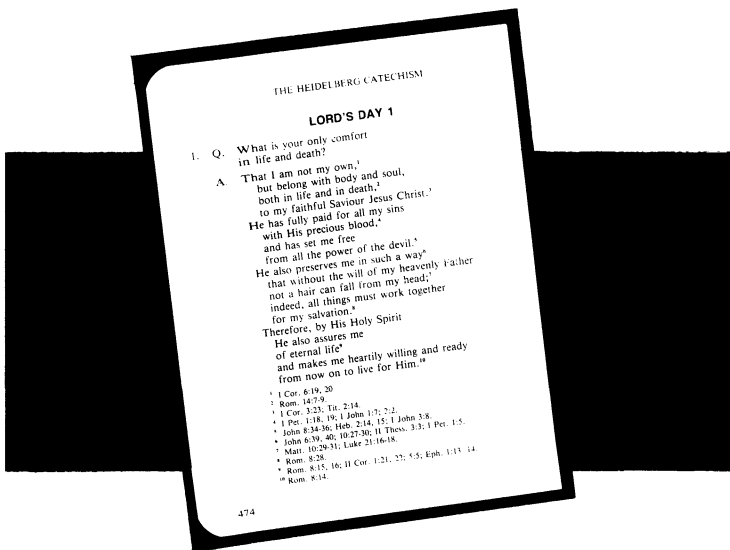 THE HEIDELBERG CATECHISM
LORD'S DAY 1
1. Q. What is your only comfort
in life and death?
A. That I am not my own,¹
but belong with body and soul,
both in life and in death,²
to my faithful Saviour Jesus Christ.³
He has fully paid for all my sins
with His precious blood,⁴
and has set me free
from all the power of the devil.⁵
He also preserves me in such a way⁶
that without the will of my heavenly Father
not a hair can fall from my head;⁷
indeed, all things must work together
for my salvation.⁸
Therefore, by His Holy Spirit
He also assures me
of eternal life⁹
and makes me heartily willing and ready
from now on to live for Him.¹⁰
¹ I Cor. 6:19, 20
² Rom. 14:7-9.
³ I Cor. 3:23; Tit. 2:14.
⁴ I Pet. 1:18, 19; I John 1:7; 2:2.
⁵ John 8:34-36; Heb. 2:14, 15; I John 3:8.
⁶ John 6:39, 40; 10:27-30; II Thess. 3:3; I Pet. 1:5.
⁷ Matt. 10:29-31; Luke 21:16-18.
⁸ Rom. 8:28.
⁹ Rom. 8:15, 16; II Cor. 1:21, 22; 5:5; Eph. 1:13, 14.
¹⁰ Rom. 8:14.
474